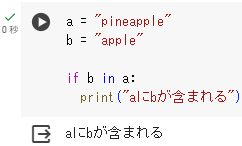 a = "pineapple"
0 秒
b = "apple"
if b in a:
  print("aにbが含まれる")
aにbが含まれる